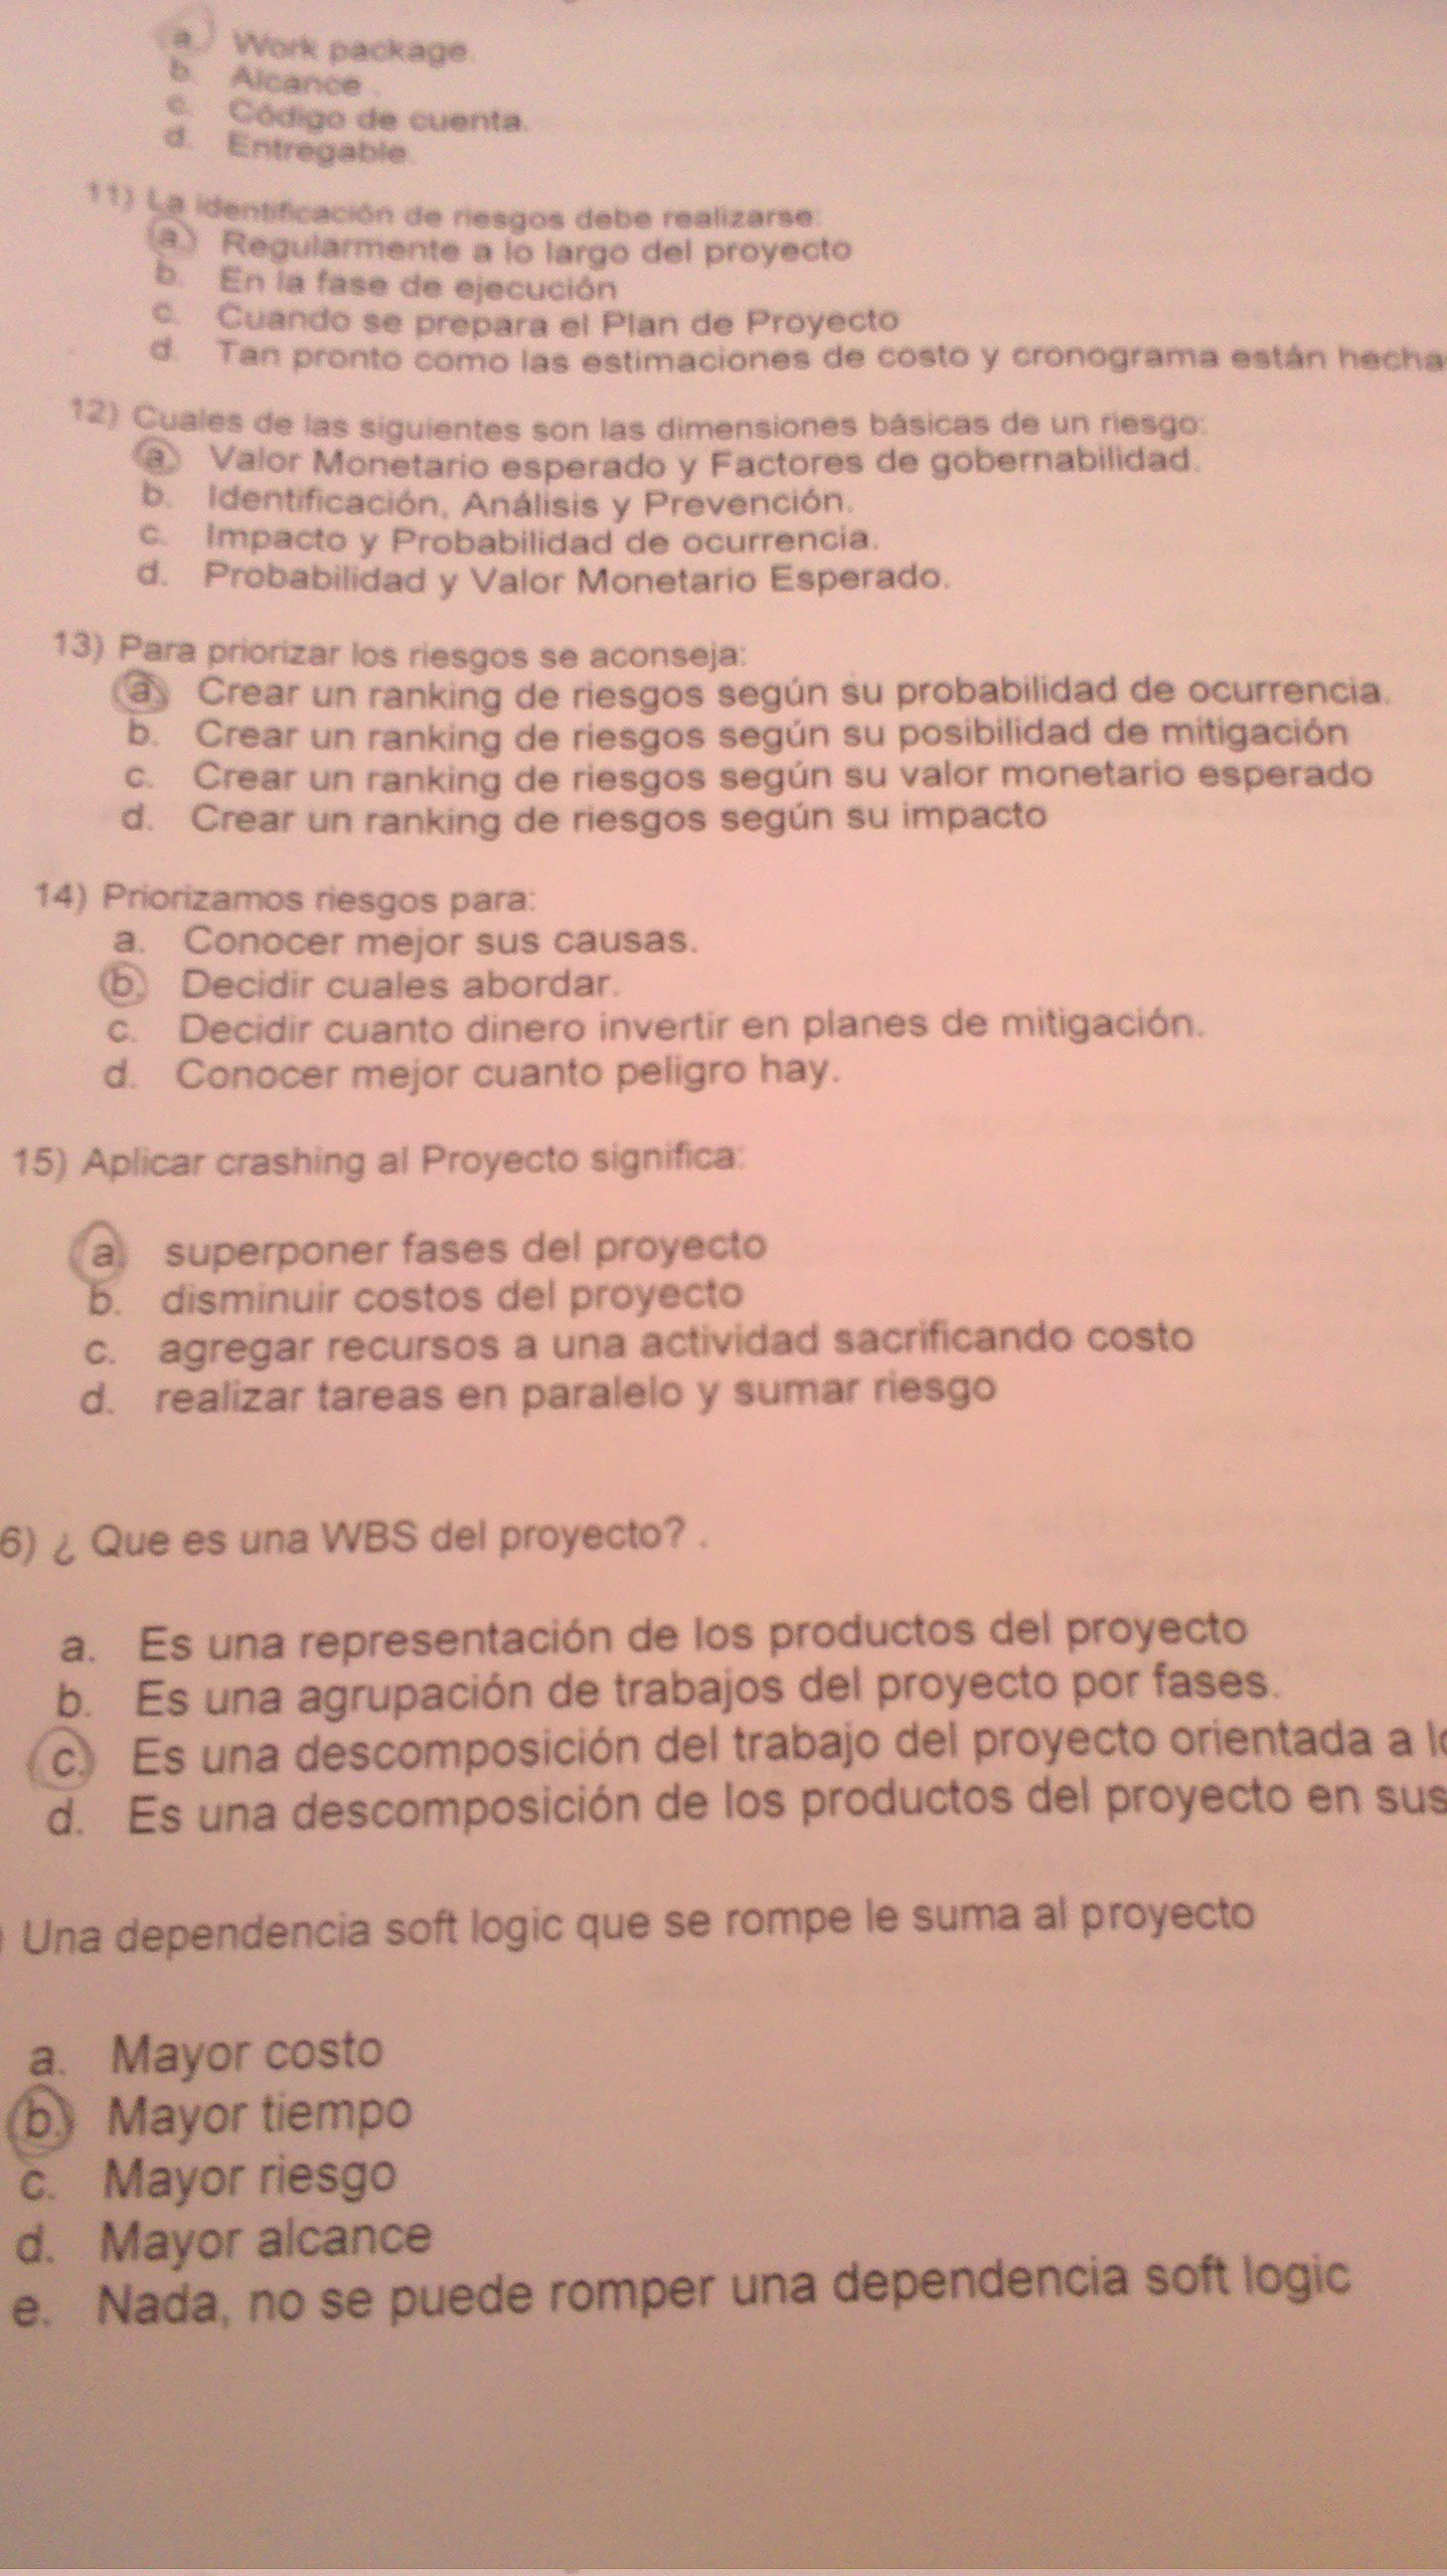 a. Work package.
b. Alcance .
c. Código de cuenta.
d. Entregable.
11) La identificación de riesgos debe realizarse:
a. Regularmente a lo largo del proyecto
b. En la fase de ejecución
c. Cuando se prepara el Plan de Proyecto
d. Tan pronto como las estimaciones de costo y cronograma están hecha
12) Cuales de las siguientes son las dimensiones básicas de un riesgo:
a. Valor Monetario esperado y Factores de gobernabilidad.
b. Identificación, Análisis y Prevención.
c. Impacto y Probabilidad de ocurrencia.
d. Probabilidad y Valor Monetario Esperado.
13) Para priorizar los riesgos se aconseja:
a. Crear un ranking de riesgos según su probabilidad de ocurrencia.
b. Crear un ranking de riesgos según su posibilidad de mitigación
c. Crear un ranking de riesgos según su valor monetario esperado
d. Crear un ranking de riesgos según su impacto
14) Priorizamos riesgos para:
a. Conocer mejor sus causas.
b. Decidir cuales abordar.
c. Decidir cuanto dinero invertir en planes de mitigación.
d. Conocer mejor cuanto peligro hay.
15) Aplicar crashing al Proyecto significa:
a. superponer fases del proyecto
b. disminuir costos del proyecto
c. agregar recursos a una actividad sacrificando costo
d. realizar tareas en paralelo y sumar riesgo
6) ¿ Que es una WBS del proyecto? .
a. Es una representación de los productos del proyecto
b. Es una agrupación de trabajos del proyecto por fases.
c. Es una descomposición del trabajo del proyecto orientada a lo
d. Es una descomposición de los productos del proyecto en sus
Una dependencia soft logic que se rompe le suma al proyecto
a. Mayor costo
b. Mayor tiempo
c. Mayor riesgo
d. Mayor alcance
e. Nada, no se puede romper una dependencia soft logic